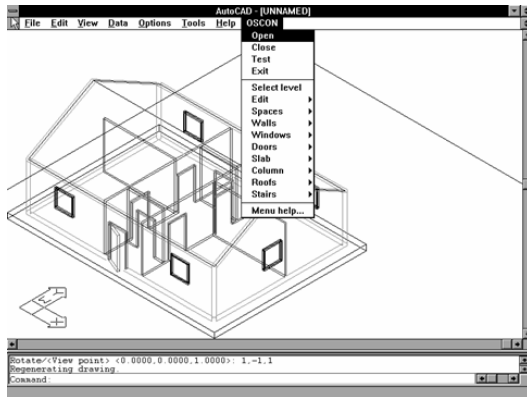 AutoCAD - [UNNAMED]
File Edit View Data Options Tools Help OSCON
Open
Close
Test
Exit
Select level
Edit
Spaces
Walls
Windows
Doors
Slab
Column
Roofs
Stairs
Menu help...
Y
W
X
Rotate/<View point> <0.0000,0.0000,1.0000>: 1,-1,1
Regenerating drawing.
Command: